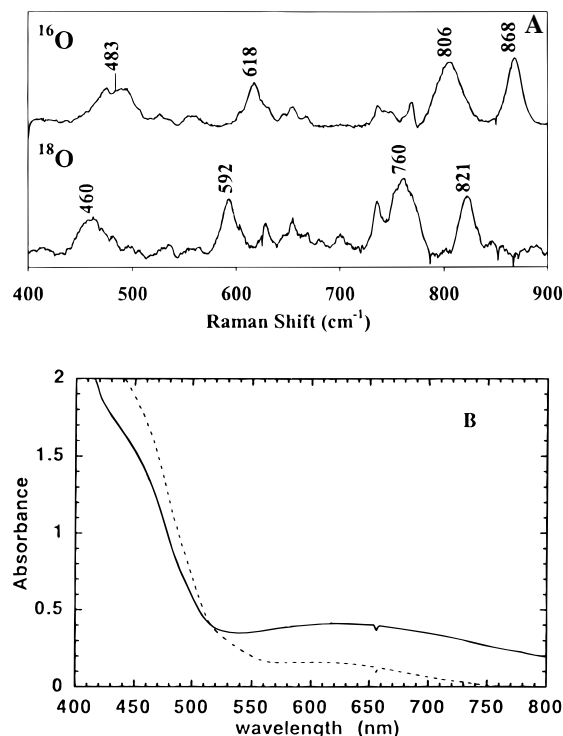 A
16O
483
618
806
868
18O
460
592
760
821
400 500 600 700 800 900
Raman Shift (cm-1)
B
2
1.5
1
0.5
0
Absorbance
400 450 500 550 600 650 700 750 800
wavelength (nm)